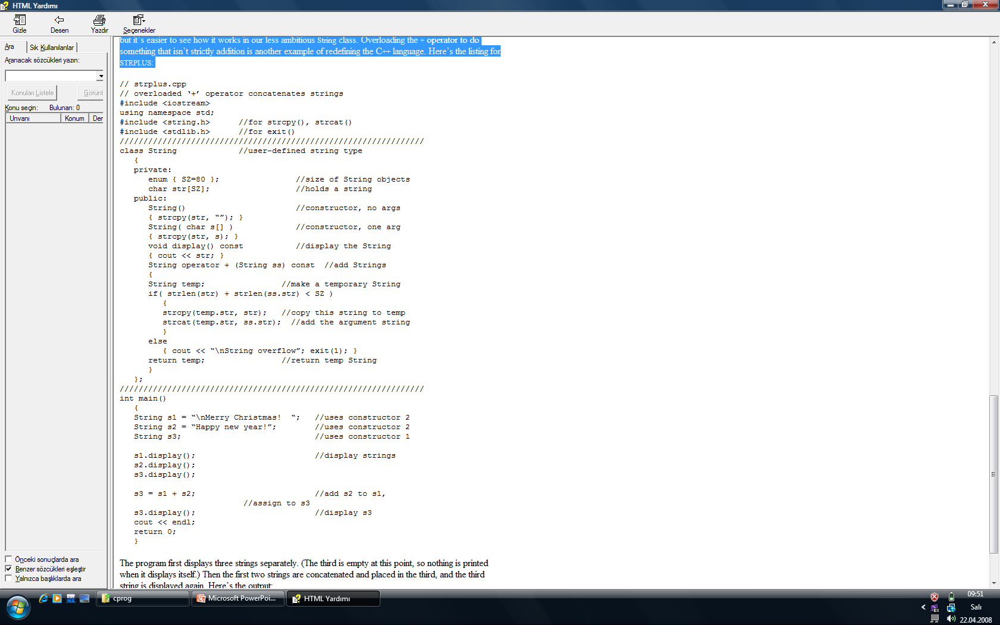 HTML Yardımı
Gizle
Desen
Yazdır
Seçenekler
Ara
Sık Kullanılanlar
Aranacak sözcükleri yazın:
Konuları Listele
Görünt
Konu seçin: Bulunan: 0
Unvanı Konum Der
Önceki sonuçlarda ara
Benzer sözcükleri eşleştir
Yalnızca başlıklarda ara
but it's easier to see how it works in our less ambitious String class. Overloading the + operator to do
something that isn't strictly addition is another example of redefining the C++ language. Here's the listing for
STRPLUS:
// strplus.cpp
// overloaded ‘+’ operator concatenates strings
#include <iostream>
using namespace std;
#include <string.h>      //for strcpy(), strcat()
#include <stdlib.h>      //for exit()
////////////////////////////////////////////////////////////////
class String             //user-defined string type
   {
   private:
      enum { SZ=80 };                //size of String objects
      char str[SZ];                  //holds a string
   public:
      String()                       //constructor, no args
      { strcpy(str, “”); }
      String( char s[] )             //constructor, one arg
      { strcpy(str, s); }
      void display() const           //display the String
      { cout << str; }
      String operator + (String ss) const  //add Strings
      {
      String temp;                //make a temporary String
      if( strlen(str) + strlen(ss.str) < SZ )
         {
         strcpy(temp.str, str);   //copy this string to temp
         strcat(temp.str, ss.str);  //add the argument string
         }
      else
         { cout << “\nString overflow”; exit(1); }
      return temp;                //return temp String
      }
   };
////////////////////////////////////////////////////////////////
int main()
   {
   String s1 = “\nMerry Christmas!  “;   //uses constructor 2
   String s2 = “Happy new year!”;        //uses constructor 2
   String s3;                            //uses constructor 1
   s1.display();                         //display strings
   s2.display();
   s3.display();
   s3 = s1 + s2;                         //add s2 to s1,
                          //assign to s3
   s3.display();                         //display s3
   cout << endl;
   return 0;
   }
The program first displays three strings separately. (The third is empty at this point, so nothing is printed
when it displays itself.) Then the first two strings are concatenated and placed in the third, and the third
string is displayed again. Here's the output:
cprog
Microsoft PowerPoi...
HTML Yardımı
09:51
Salı
22.04.2008